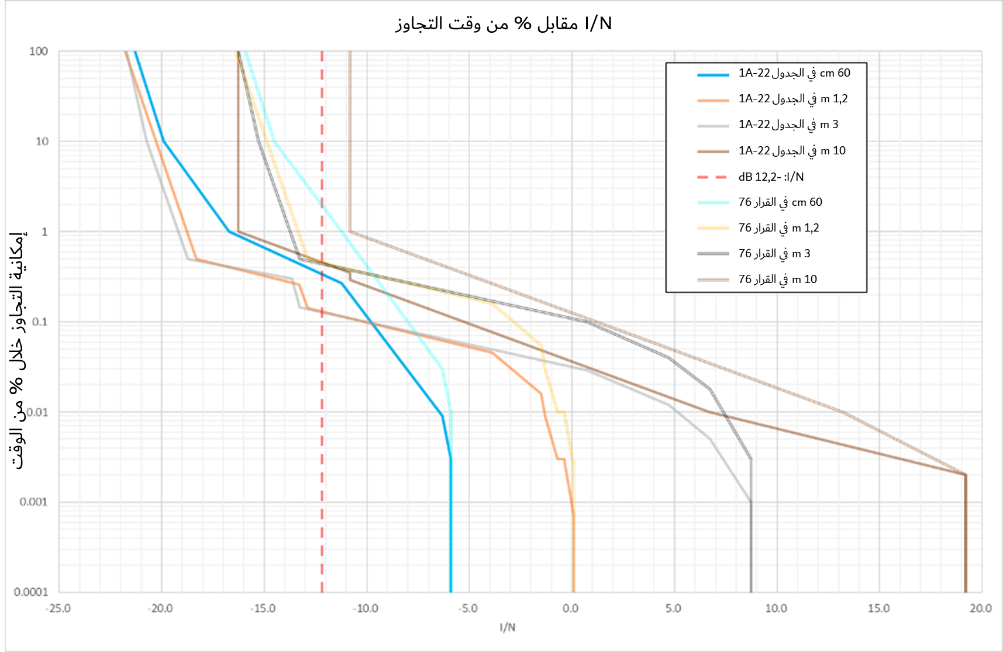 I/N مقابل % من وقت التجاوز
إمكانية التجاوز خلال % من الوقت
100
10
1
0.1
0.01
0.001
0.0001
-25.0 -20.0 -15.0 -10.0 -5.0 0.0 5.0 10.0 15.0 20.0
I/N
60 cm في الجدول 22-1A
1,2 m في الجدول 22-1A
3 m في الجدول 22-1A
10 m في الجدول 22-1A
I/N: -12,2 dB
60 cm في القرار 76
1,2 m في القرار 76
3 m في القرار 76
10 m في القرار 76